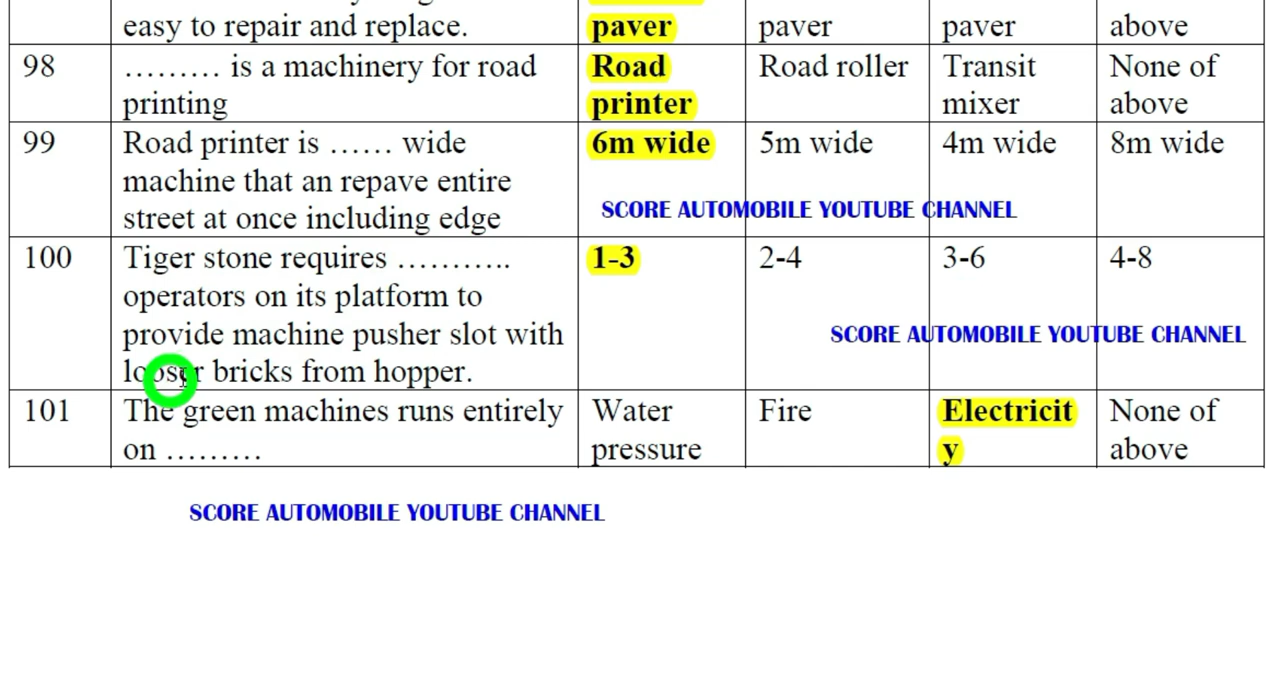 easy to repair and replace. paver paver paver above
98 ……… is a machinery for road Road Road roller Transit None of
printing printer mixer above
99 Road printer is …… wide 6m wide 5m wide 4m wide 8m wide
machine that an repave entire
street at once including edge
SCORE AUTOMOBILE YOUTUBE CHANNEL
100 Tiger stone requires ……….. 1-3 2-4 3-6 4-8
operators on its platform to
provide machine pusher slot with
SCORE AUTOMOBILE YOUTUBE CHANNEL
looser bricks from hopper.
101 The green machines runs entirely Water Fire Electricit None of
on ……… pressure y above
SCORE AUTOMOBILE YOUTUBE CHANNEL